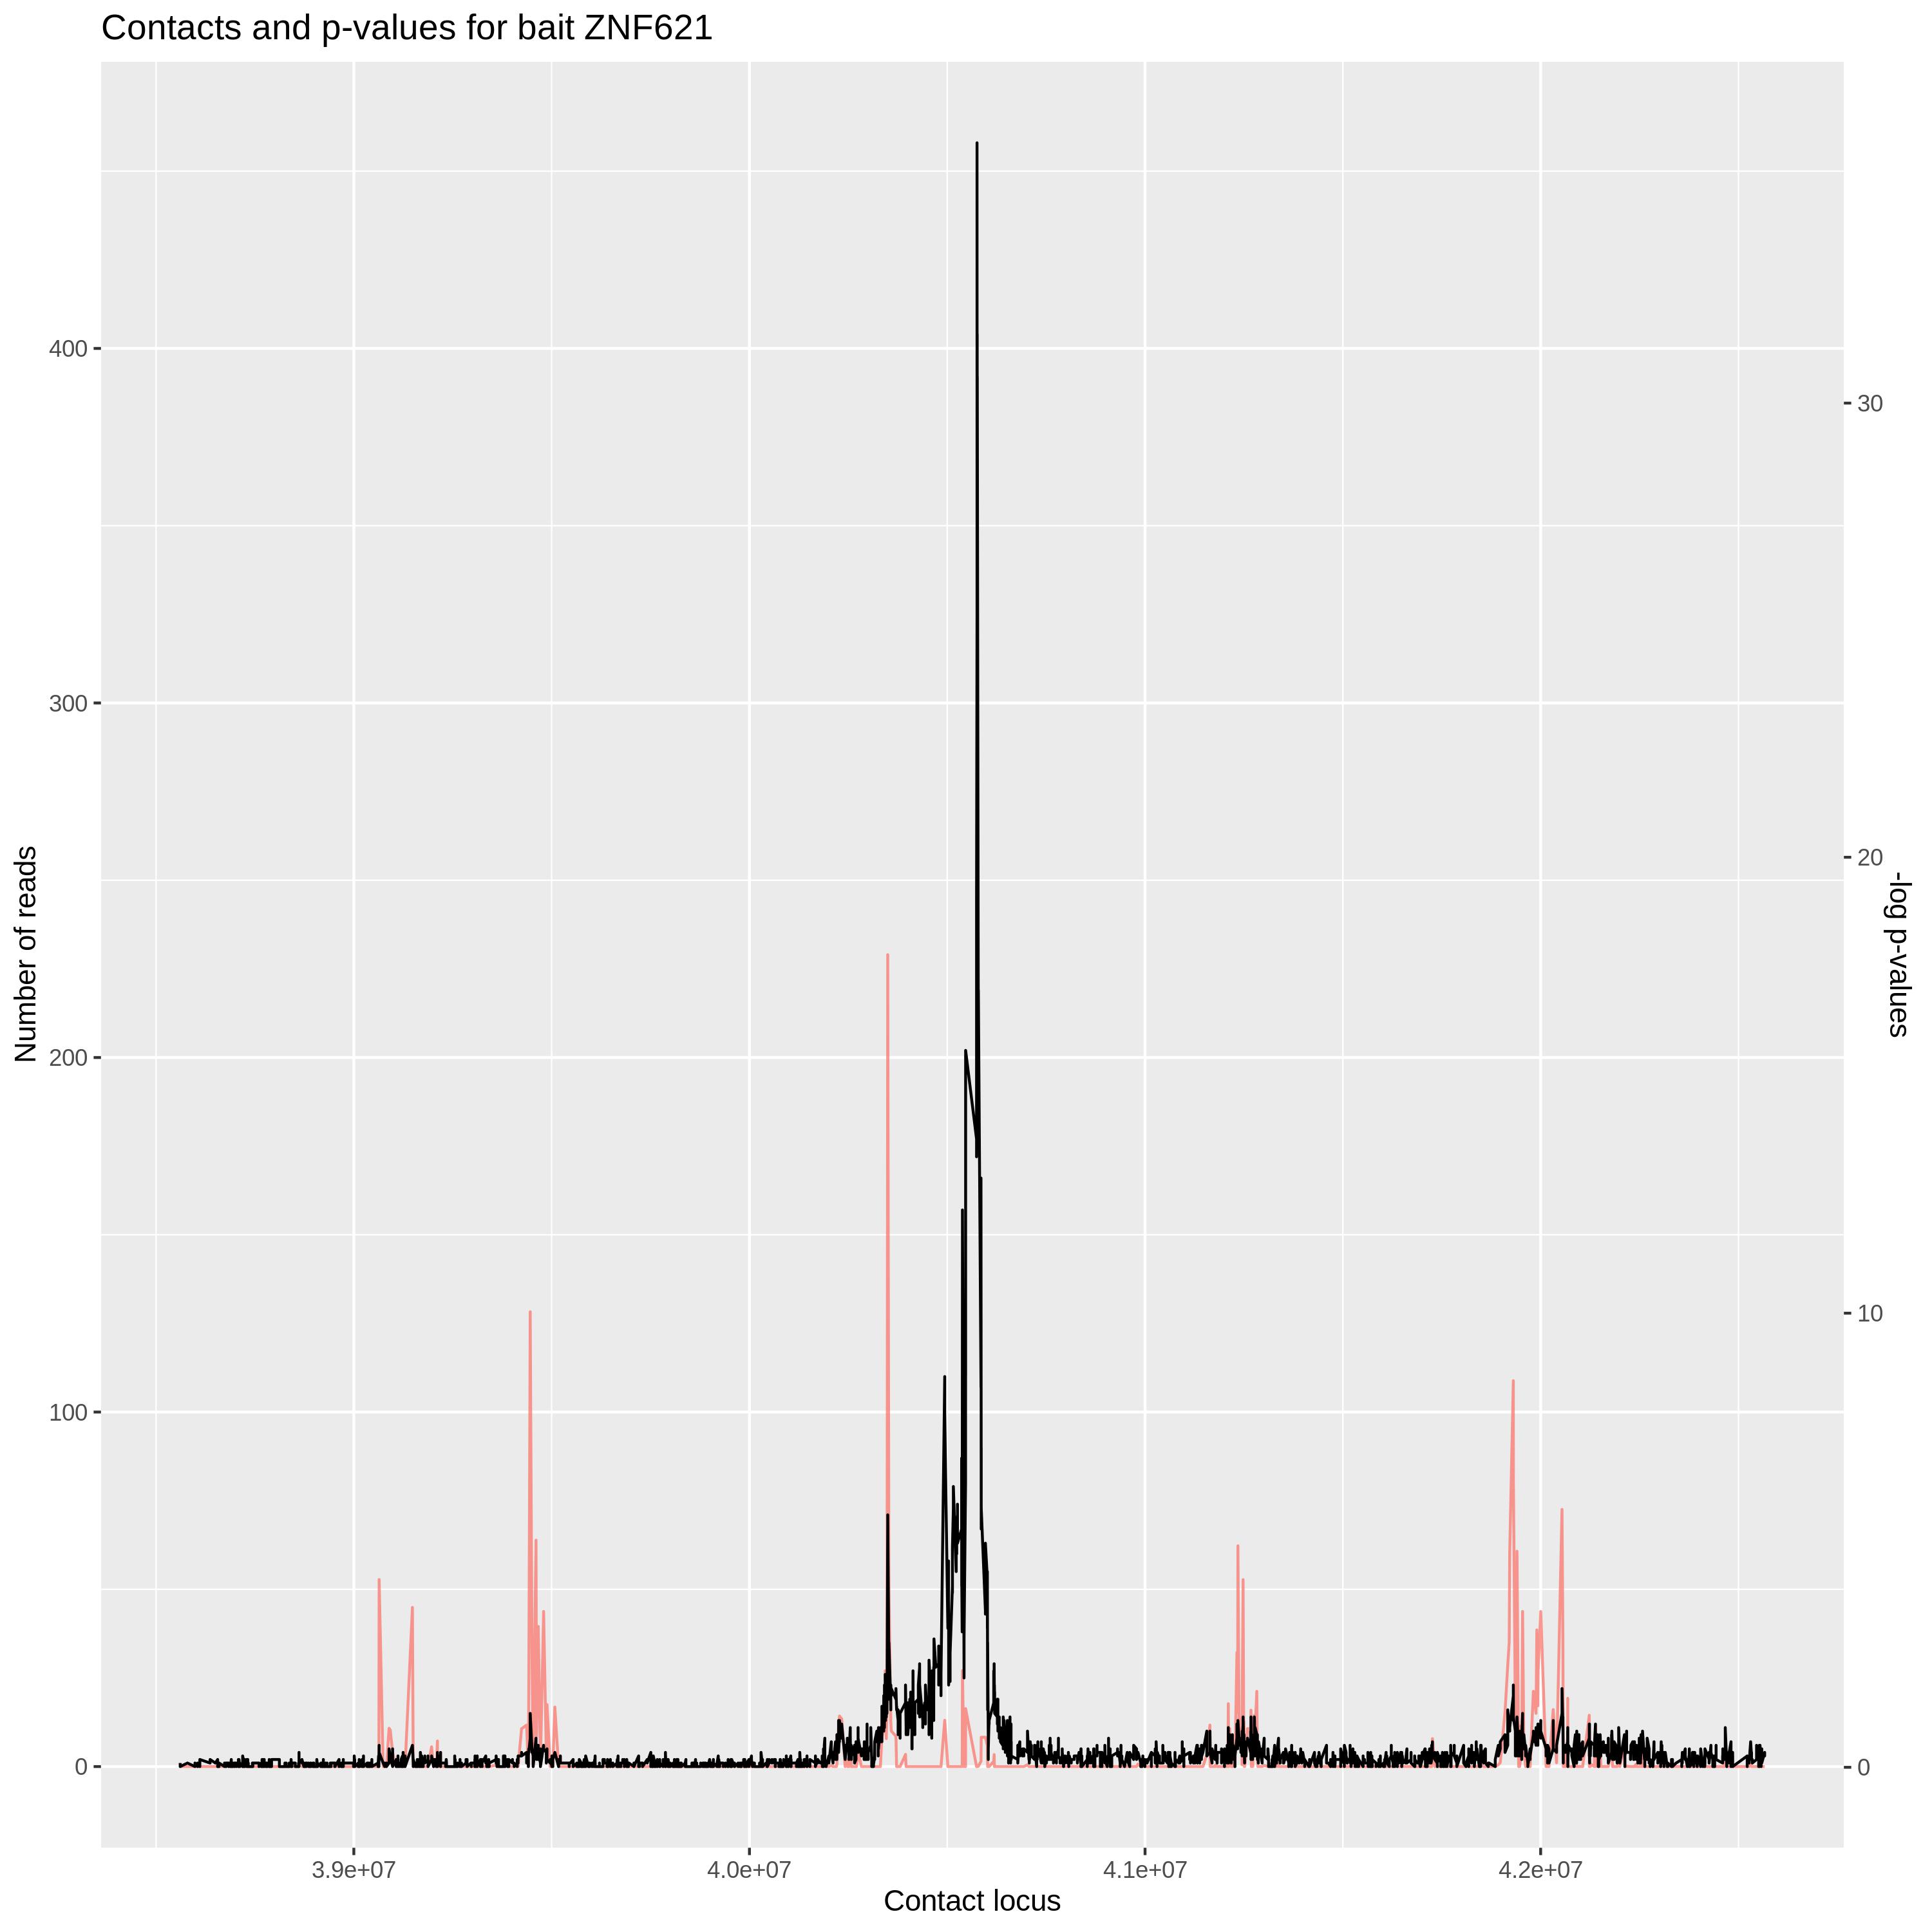 Contacts and p-values for bait ZNF621
Number of reads
400
300
200
100
0
30
20
10
0
-log p-values
3.9e+07
4.0e+07
4.1e+07
4.2e+07
Contact locus